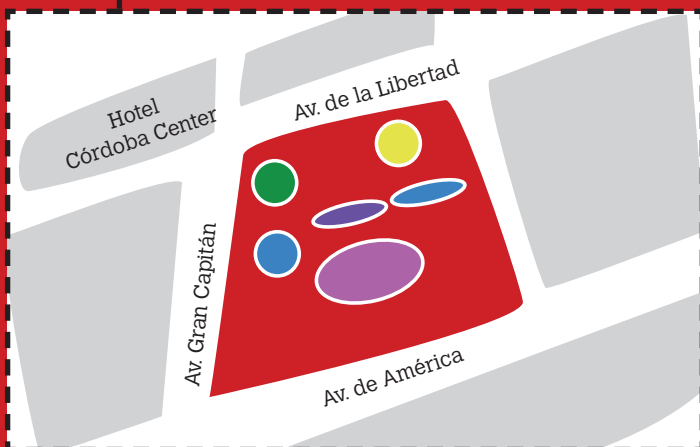 Av. de la Libertad
Hotel
Córdoba Center
Av. Gran Capitán
Av. de América